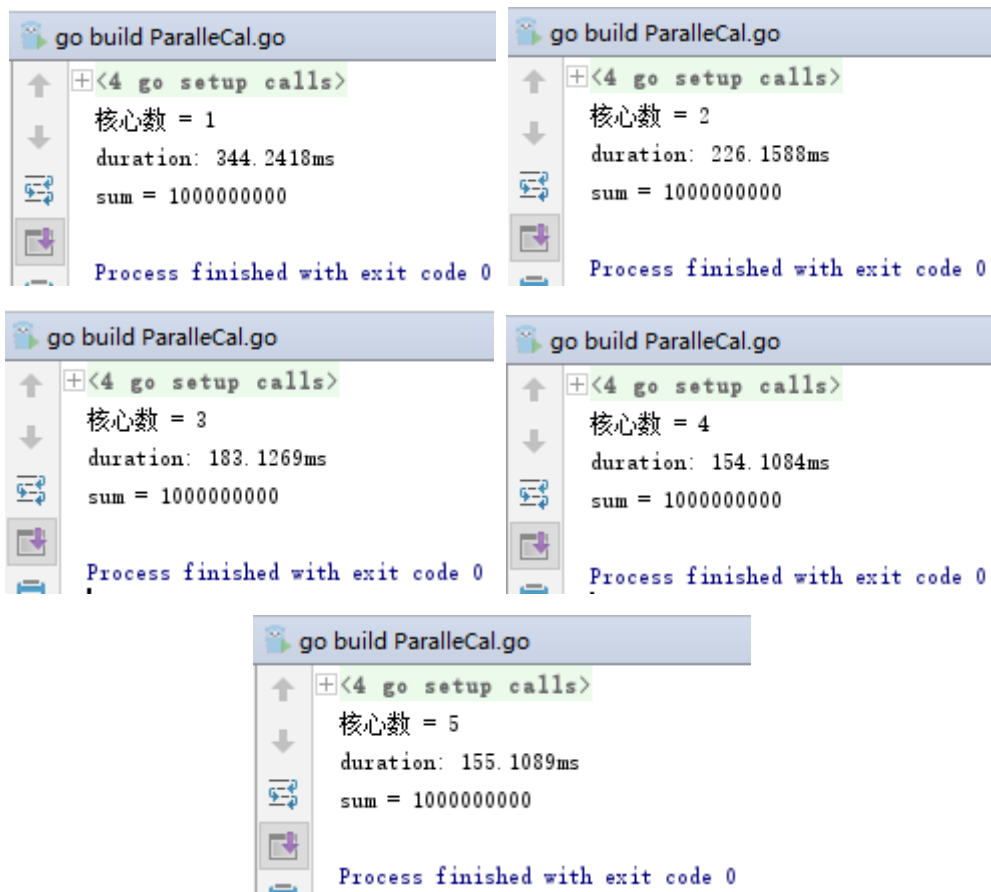 go build ParalleCal.go
<4 go setup calls>
核心数 = 1
duration: 344.2418ms
sum = 1000000000
Process finished with exit code 0
go build ParalleCal.go
<4 go setup calls>
核心数 = 2
duration: 226.1588ms
sum = 1000000000
Process finished with exit code 0
go build ParalleCal.go
<4 go setup calls>
核心数 = 3
duration: 183.1269ms
sum = 1000000000
Process finished with exit code 0
go build ParalleCal.go
<4 go setup calls>
核心数 = 4
duration: 154.1084ms
sum = 1000000000
Process finished with exit code 0
go build ParalleCal.go
<4 go setup calls>
核心数 = 5
duration: 155.1089ms
sum = 1000000000
Process finished with exit code 0